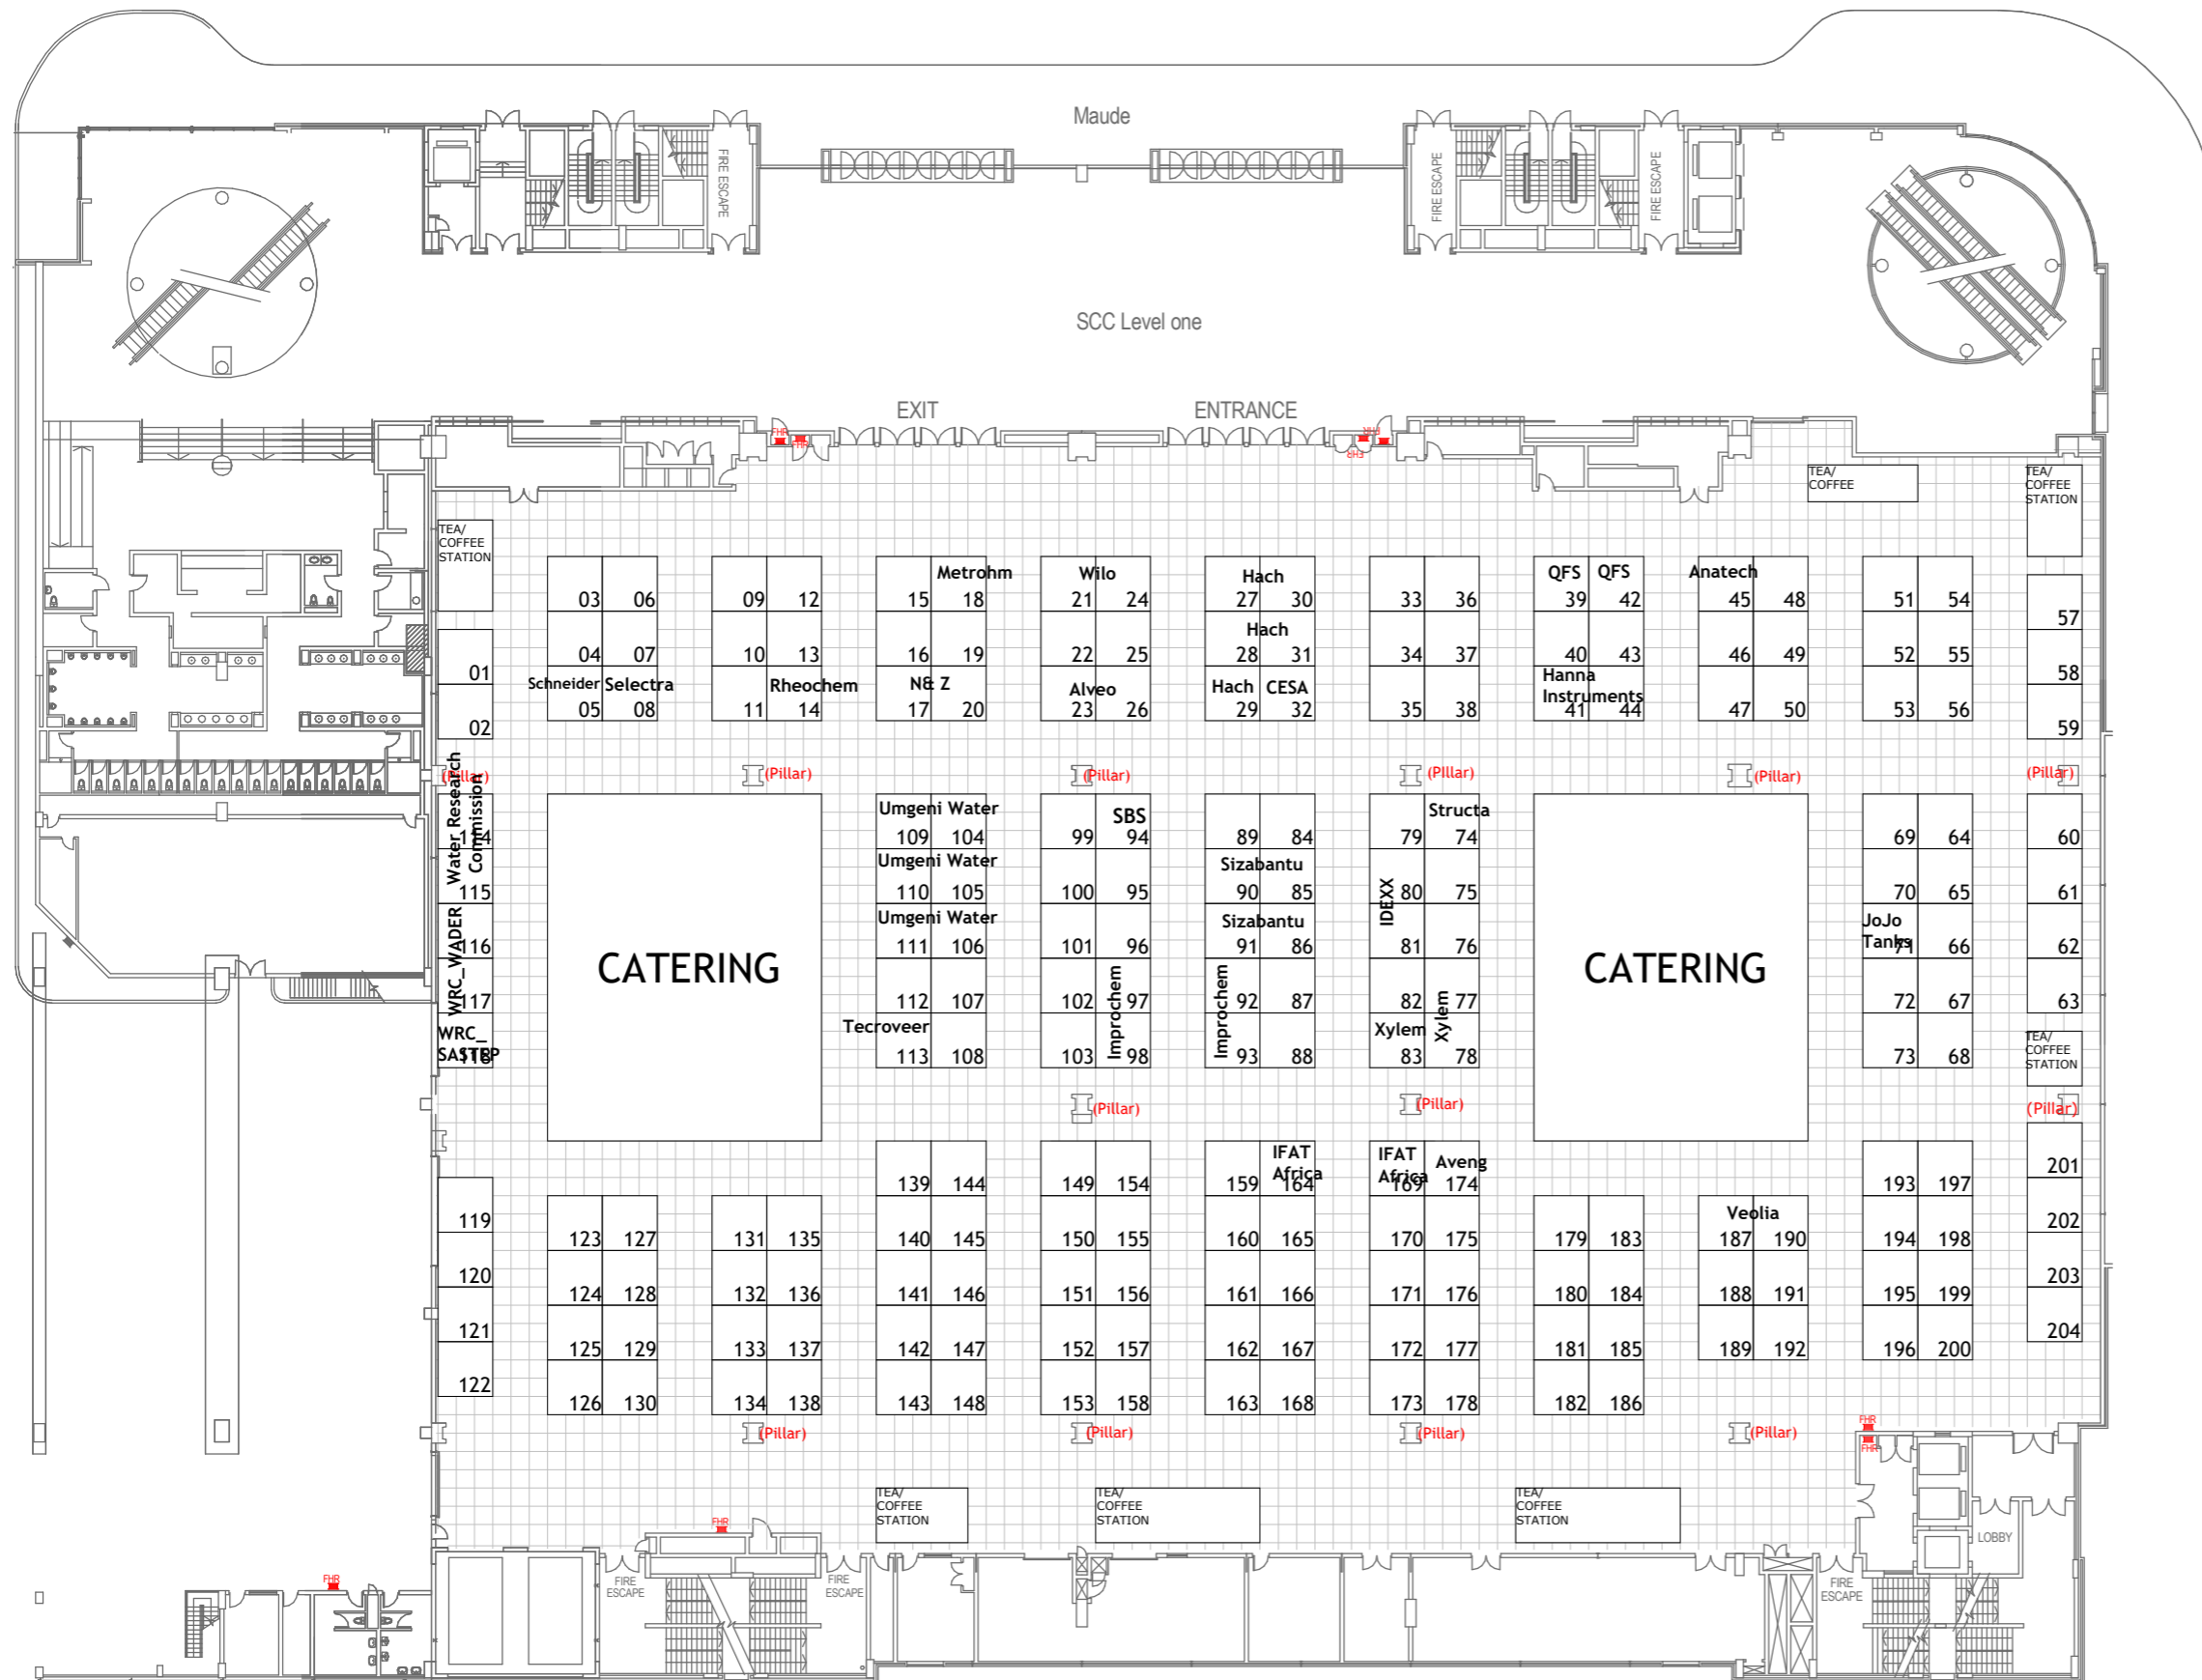 Maude
FIRE ESCAPE
FIRE ESCAPE
FIRE ESCAPE
SCC Level one
EXIT
ENTRANCE
FHR
FHR
FHR
FHR
TEA/
COFFEE
TEA/
COFFEE
STATION
TEA/
COFFEE
STATION
Metrohm
Wilo
Hach
QFS
QFS
Anatech
03 06 09 12 15 18 21 24 27 30 33 36 39 42 45 48 51 54
57
Hach
04 07 10 13 16 19 22 25 28 31 34 37 40 43 46 49 52 55
01
58
Schneider
Selectra
Rheochem
N& Z
Alveo
Hach
CESA
Hanna
Instruments
05 08 11 14 17 20 23 26 29 32 35 38 41 44 47 50 53 56
02
59
(Pillar)
(Pillar)
(Pillar)
(Pillar)
(Pillar)
(Pillar)
Water Research
Commission
Umgeni Water
SBS
Structa
114 109 104 99 94 89 84 79 74 69 64 60
Umgeni Water
Sizabantu
IDEXX
115 110 105 100 95 90 85 80 75 70 65 61
WRC_WADER
Umgeni Water
Sizabantu
JoJo
Tanks
116 111 106 101 96 91 86 81 76 71 66 62
CATERING
CATERING
117 112 107 102 97 92 87 82 77 72 67 63
Improchem
Improchem
Xylem
WRC_
SASTEP
Tecroveer
Xylem
118 113 108 103 98 93 88 83 78 73 68
TEA/
COFFEE
STATION
(Pillar)
(Pillar)
(Pillar)
IFAT
Africa
IFAT
Africa
Aveng
139 144 149 154 159 164 169 174 193 197
201
119
Veolia
123 127 131 135 140 145 150 155 160 165 170 175 179 183 187 190 194 198
202
120
124 128 132 136 141 146 151 156 161 166 171 176 180 184 188 191 195 199
203
121
125 129 133 137 142 147 152 157 162 167 172 177 181 185 189 192 196 200
204
122
126 130 134 138 143 148 153 158 163 168 173 178 182 186
(Pillar)
(Pillar)
(Pillar)
(Pillar)
FHR
FHR
TEA/
COFFEE
STATION
TEA/
COFFEE
STATION
TEA/
COFFEE
STATION
FHR
LOBBY
FHR
FIRE
ESCAPE
FIRE
ESCAPE
FIRE
ESCAPE